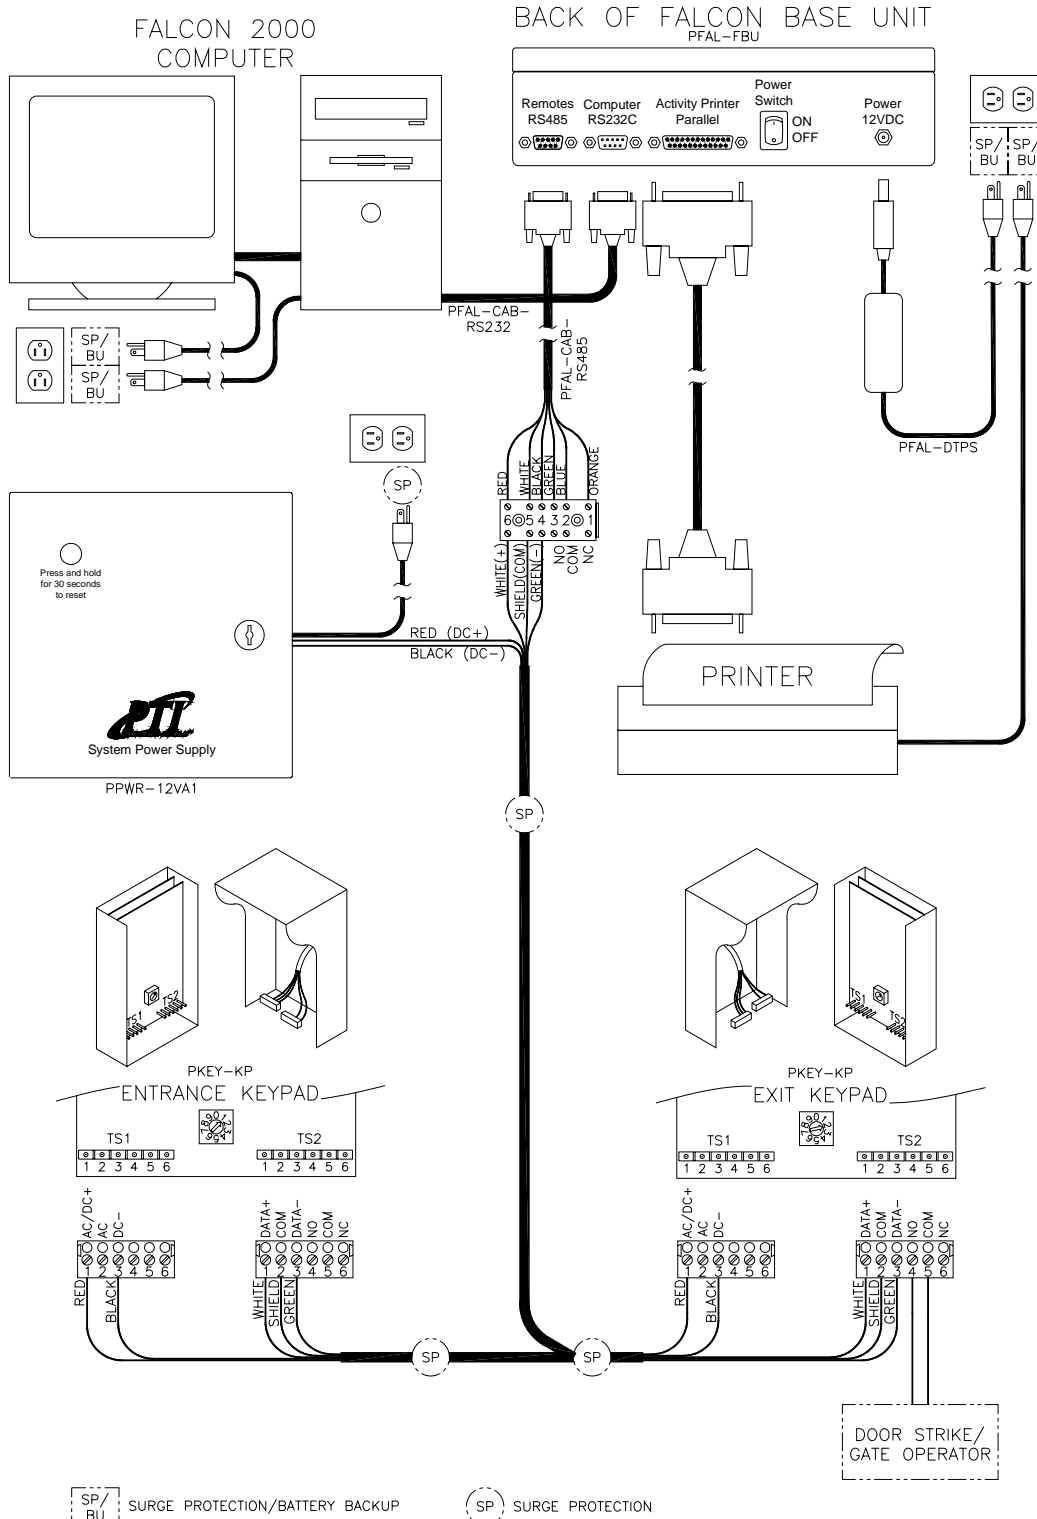 FALCON 2000
COMPUTER
BACK OF FALCON BASE UNIT
PFAL-FBU
Remotes
RS485
Computer
RS232C
Activity Printer
Parallel
Power
Switch
ON
OFF
Power
12VDC
SP/
BU
SP/
BU
PFAL-CAB-
RS232
PFAL-CAB-
RS485
SP/
BU
SP/
BU
PFAL-DTPS
SP
RED
WHITE
BLACK
GREEN
BLUE
ORANGE
6 5 4 3 2 1
WHITE(+)
SHIELD(COM)
GREEN(-)
NO
COM
NC
Press and hold
for 30 seconds
to reset
RED (DC+)
BLACK (DC-)
PTI
System Power Supply
PPWR-12VA1
PRINTER
SP
TS1
TS2
PKEY-KP
ENTRANCE KEYPAD
TS1
TS2
1 2 3 4 5 6
1 2 3 4 5 6
TS1
TS2
PKEY-KP
EXIT KEYPAD
TS1
TS2
1 2 3 4 5 6
1 2 3 4 5 6
AC/DC+
AC
DC-
1 2 3 4 5 6
RED
BLACK
DATA+
COM
DATA-
NO
COM
NC
1 2 3 4 5 6
WHITE
SHIELD
GREEN
AC/DC+
AC
DC-
1 2 3 4 5 6
RED
BLACK
DATA+
COM
DATA-
NO
COM
NC
1 2 3 4 5 6
WHITE
SHIELD
GREEN
SP
SP
DOOR STRIKE/
GATE OPERATOR
SP/
BU
SURGE PROTECTION/BATTERY BACKUP
SP
SURGE PROTECTION